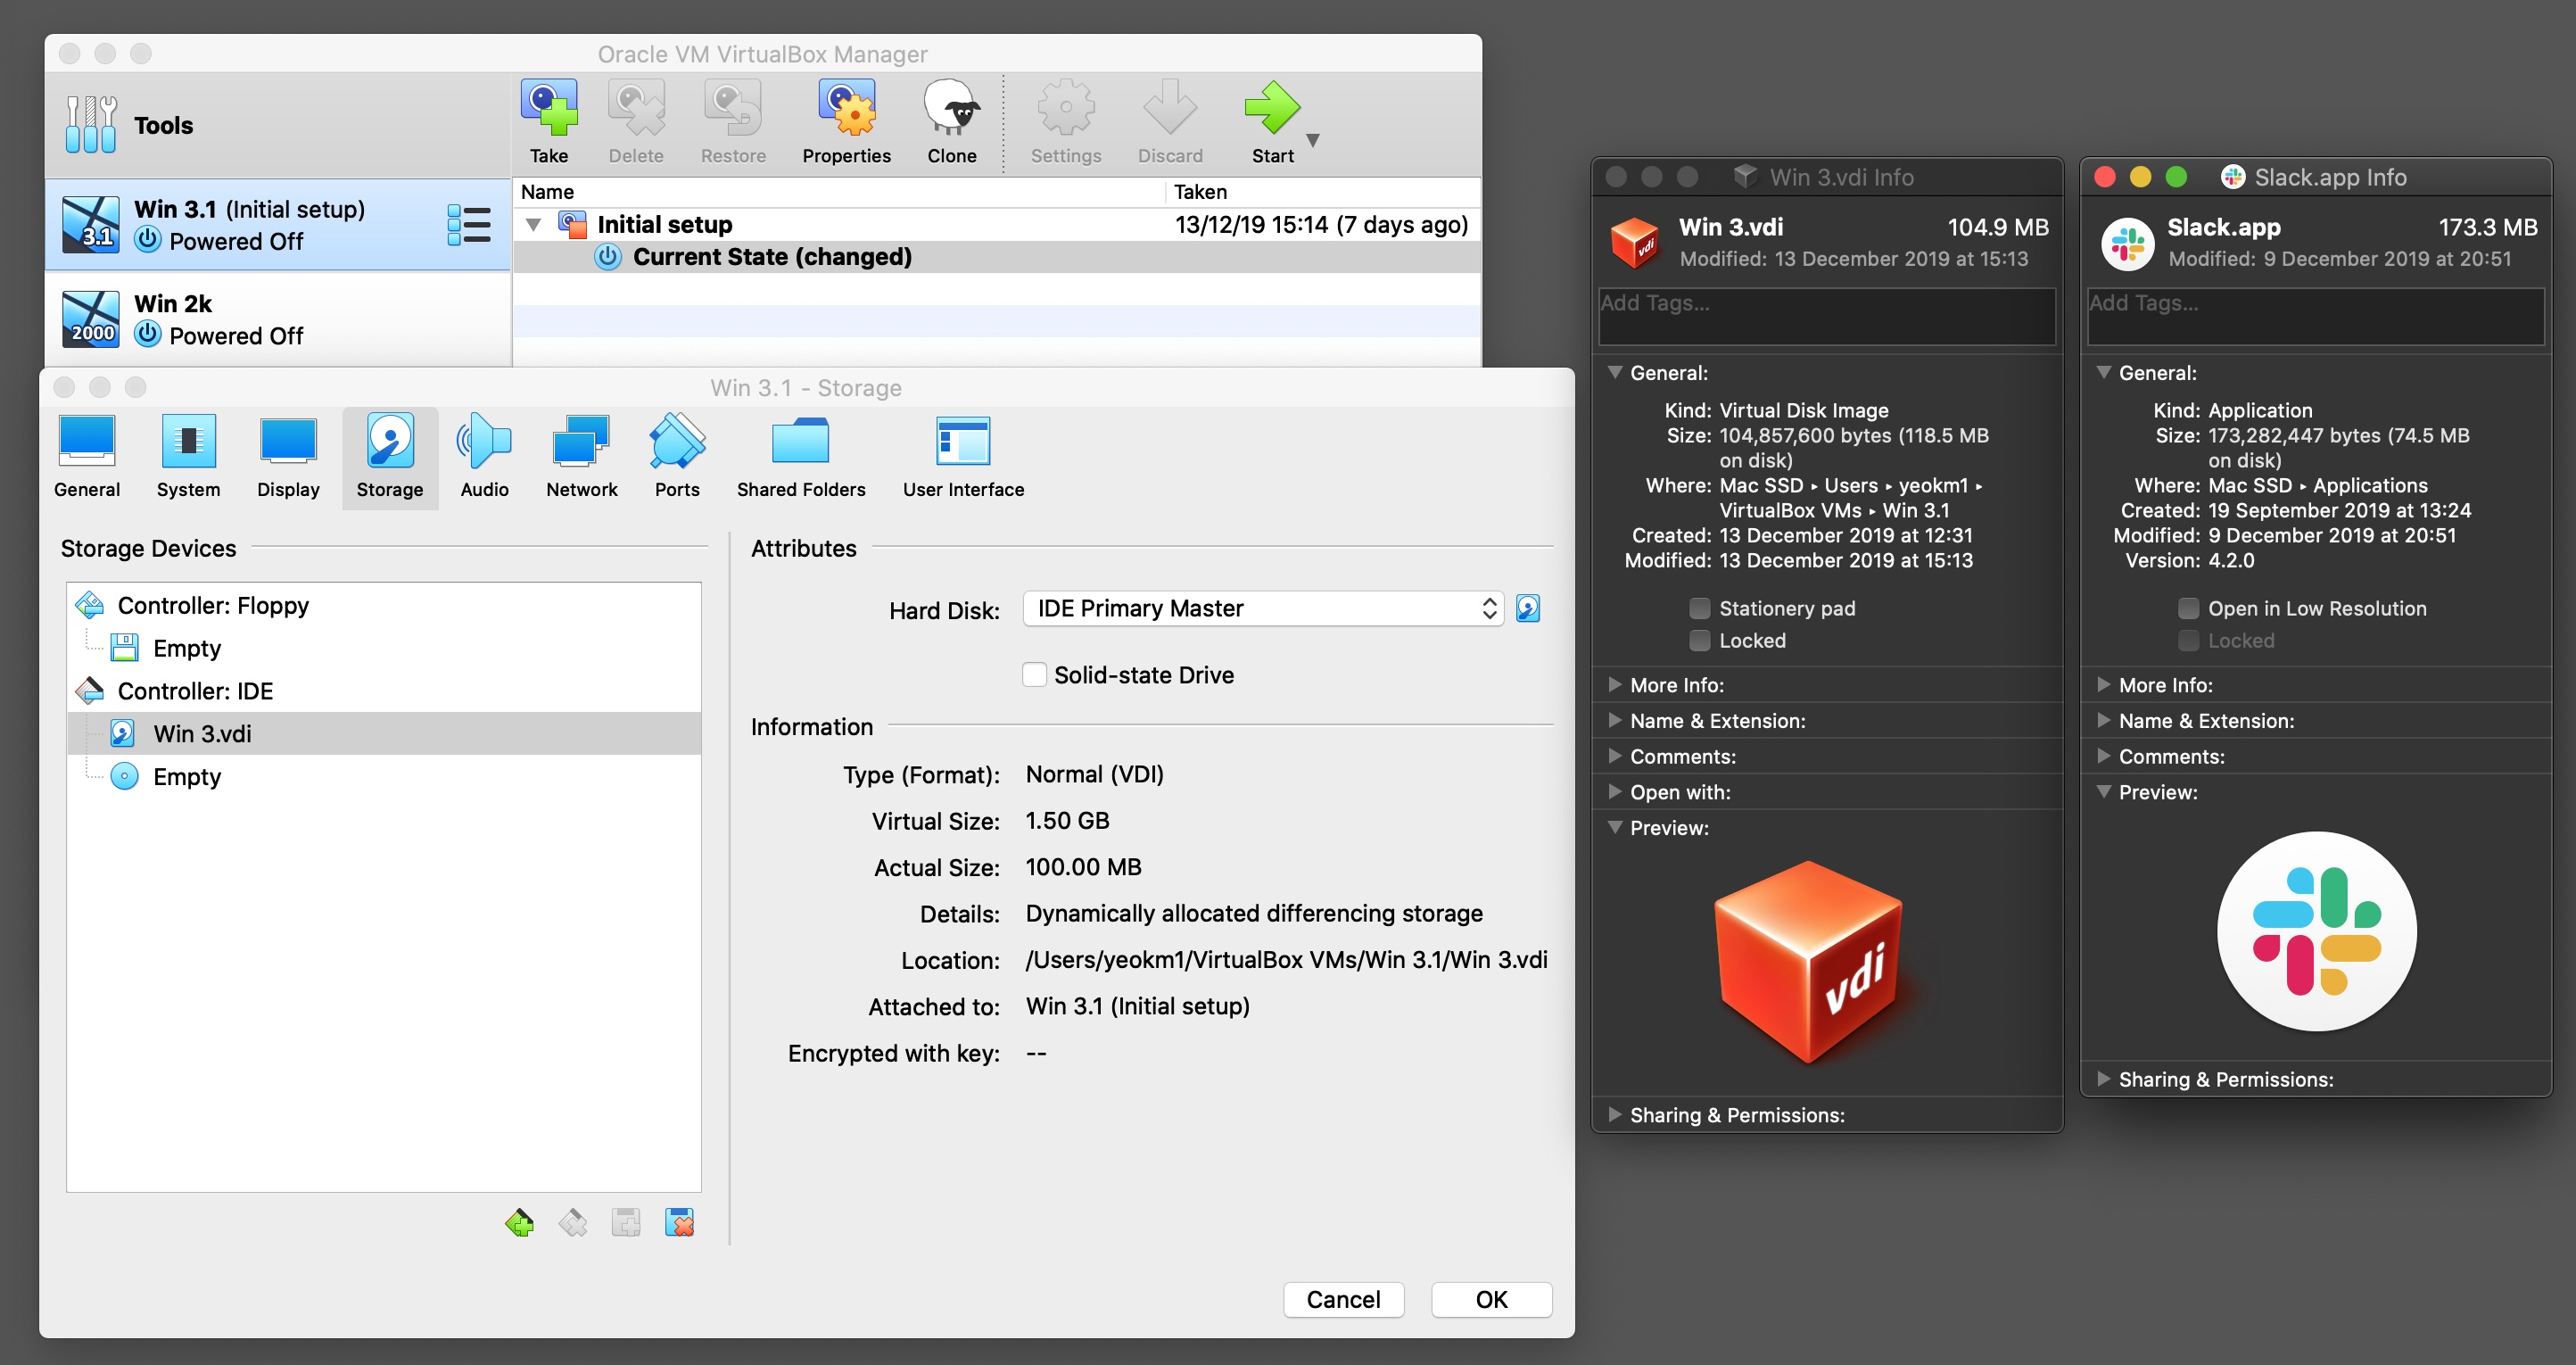 Oracle VM VirtualBox Manager
Tools
Take
Delete
Restore
Properties
Clone
Settings
Discard
Start
3.1
Win 3.1 (Initial setup)
Powered Off
2000
Win 2k
Powered Off
Name
Taken
Initial setup
13/12/19 15:14 (7 days ago)
Current State (changed)
Win 3.1 - Storage
General
System
Display
Storage
Audio
Network
Ports
Shared Folders
User Interface
Storage Devices
Controller: Floppy
Empty
Controller: IDE
Win 3.vdi
Empty
Attributes
Hard Disk: IDE Primary Master
Solid-state Drive
Information
Type (Format): Normal (VDI)
Virtual Size: 1.50 GB
Actual Size: 100.00 MB
Details: Dynamically allocated differencing storage
Location: /Users/yeokm1/VirtualBox VMs/Win 3.1/Win 3.vdi
Attached to: Win 3.1 (Initial setup)
Encrypted with key: --
Cancel
OK
Win 3.vdi Info
vdi
Win 3.vdi 104.9 MB
Modified: 13 December 2019 at 15:13
Add Tags...
General:
Kind: Virtual Disk Image
Size: 104,857,600 bytes (118.5 MB
on disk)
Where: Mac SSD ▸ Users ▸ yeokm1 ▸
VirtualBox VMs ▸ Win 3.1
Created: 13 December 2019 at 12:31
Modified: 13 December 2019 at 15:13
Stationery pad
Locked
More Info:
Name & Extension:
Comments:
Open with:
Preview:
vdi
Sharing & Permissions:
Slack.app Info
Slack.app 173.3 MB
Modified: 9 December 2019 at 20:51
Add Tags...
General:
Kind: Application
Size: 173,282,447 bytes (74.5 MB
on disk)
Where: Mac SSD ▸ Applications
Created: 19 September 2019 at 13:24
Modified: 9 December 2019 at 20:51
Version: 4.2.0
Open in Low Resolution
Locked
More Info:
Name & Extension:
Comments:
Preview:
Sharing & Permissions: